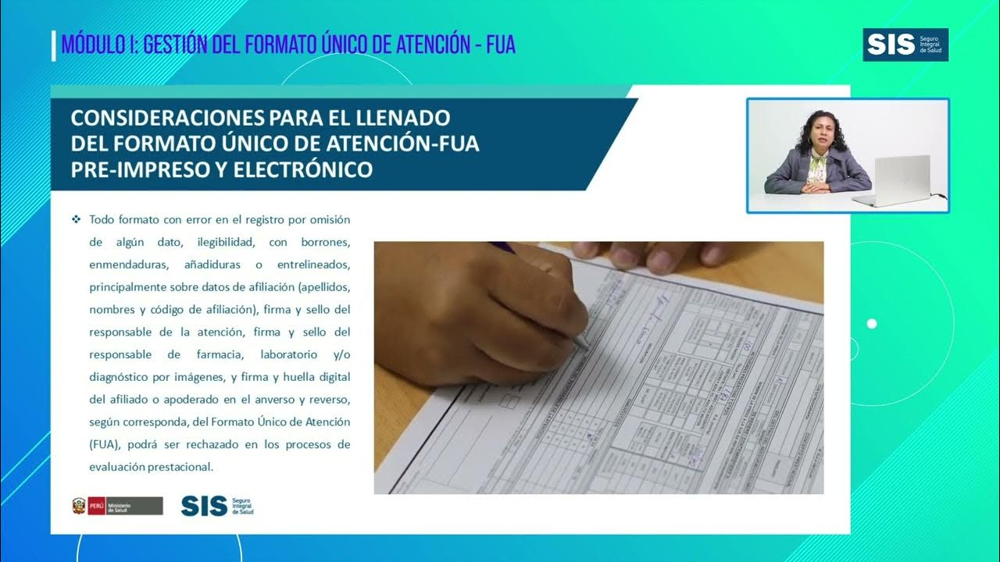 MÓDULO I: GESTIÓN DEL FORMATO ÚNICO DE ATENCIÓN - FUA
SIS Seguro
Integral
de Salud
CONSIDERACIONES PARA EL LLENADO
DEL FORMATO ÚNICO DE ATENCIÓN-FUA
PRE-IMPRESO Y ELECTRÓNICO
❖ Todo formato con error en el registro por omisión
de algún dato, ilegibilidad, con borrones,
enmendaduras, añadiduras o entrelineados,
principalmente sobre datos de afiliación (apellidos,
nombres y código de afiliación), firma y sello del
responsable de la atención, firma y sello del
responsable de farmacia, laboratorio y/o
diagnóstico por imágenes, y firma y huella digital
del afiliado o apoderado en el anverso y reverso,
según corresponda, del Formato Único de Atención
(FUA), podrá ser rechazado en los procesos de
evaluación prestacional.
PERÚ Ministerio
de Salud
SIS Seguro
Integral
de Salud